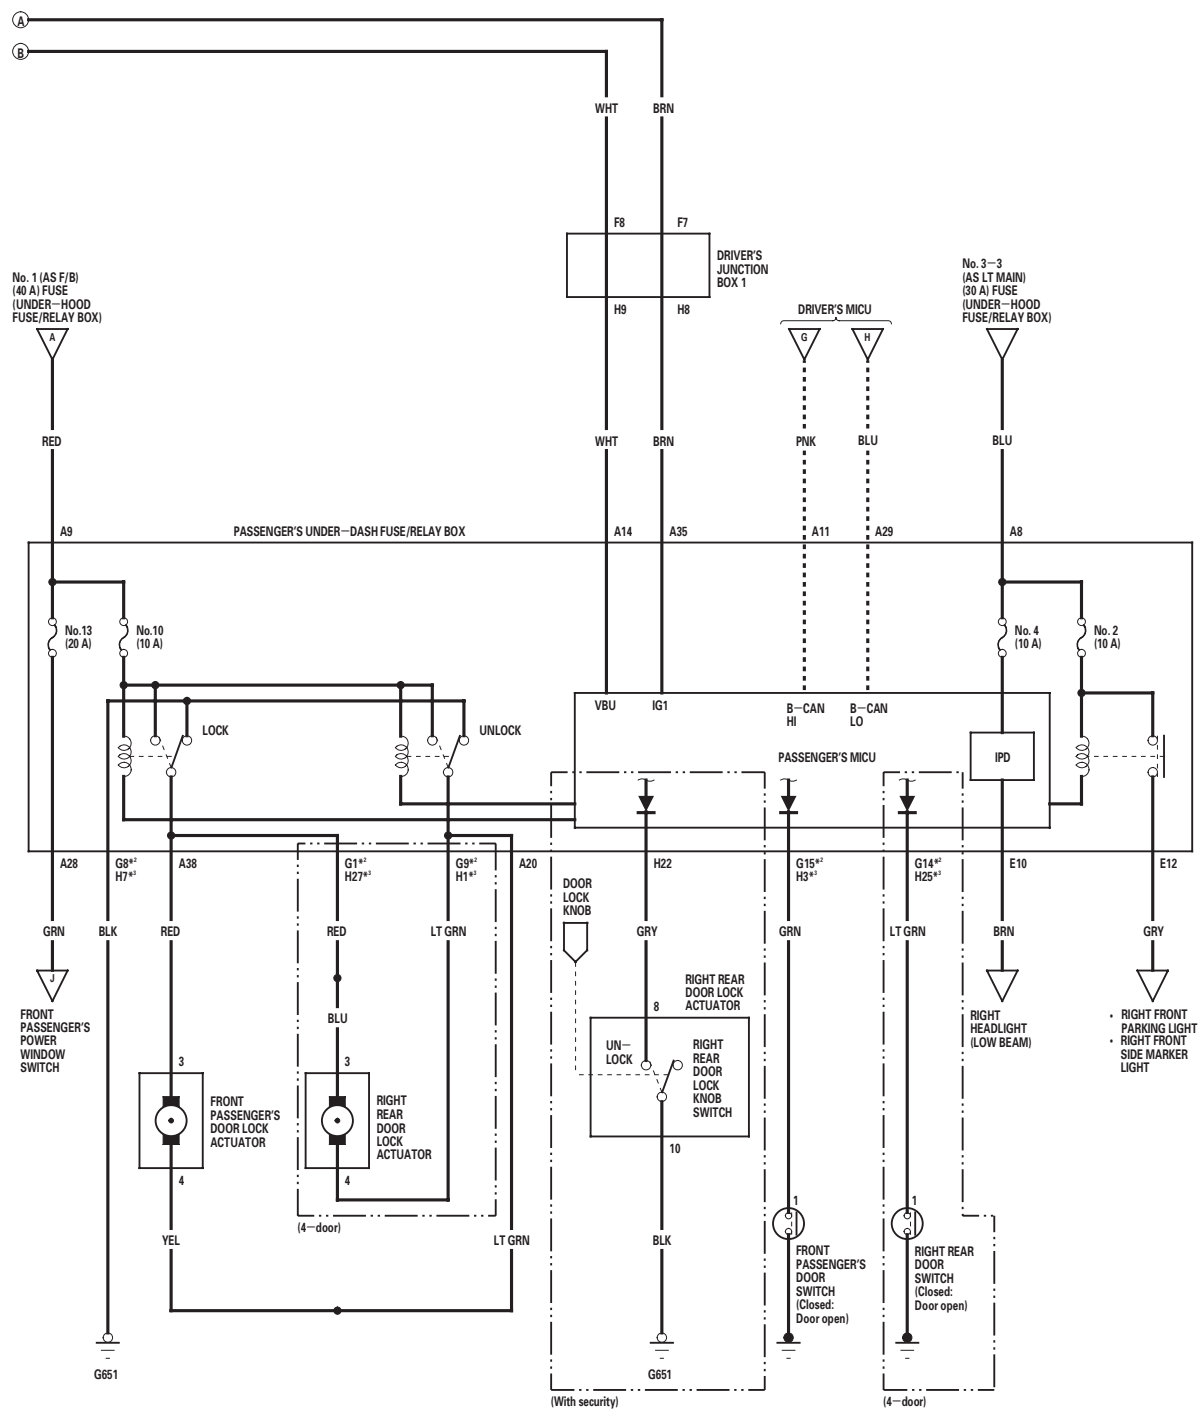 A
B
WHT
BRN
F8
F7
DRIVER'S
JUNCTION
BOX 1
H9
H8
No. 1 (AS F/B)
(40 A) FUSE
(UNDER–HOOD
FUSE/RELAY BOX)
A
DRIVER'S MICU
G
H
No. 3–3
(AS LT MAIN)
(30 A) FUSE
(UNDER–HOOD
FUSE/RELAY BOX)
RED
WHT
BRN
PNK
BLU
BLU
A9
PASSENGER'S UNDER–DASH FUSE/RELAY BOX
A14
A35
A11
A29
A8
No.13
(20 A)
No.10
(10 A)
No. 4
(10 A)
No. 2
(10 A)
LOCK
UNLOCK
VBU
IG1
B–CAN
HI
B–CAN
LO
PASSENGER'S MICU
IPD
A28
G8*2
H7*3
A38
G1*2
H27*3
G9*2
H1*3
A20
H22
G15*2
H3*3
G14*2
H25*3
E10
E12
DOOR
LOCK
KNOB
GRN
BLK
RED
RED
LT GRN
GRY
GRN
LT GRN
BRN
GRY
J
FRONT
PASSENGER'S
POWER
WINDOW
SWITCH
BLU
RIGHT REAR
DOOR LOCK
ACTUATOR
8
UN–
LOCK
RIGHT
REAR
DOOR
LOCK
KNOB
SWITCH
10
RIGHT
HEADLIGHT
(LOW BEAM)
• RIGHT FRONT
PARKING LIGHT
• RIGHT FRONT
SIDE MARKER
LIGHT
3
FRONT
PASSENGER'S
DOOR LOCK
ACTUATOR
4
3
RIGHT
REAR
DOOR
LOCK
ACTUATOR
4
(4–door)
YEL
LT GRN
BLK
1
FRONT
PASSENGER'S
DOOR
SWITCH
(Closed:
Door open)
1
RIGHT REAR
DOOR
SWITCH
(Closed:
Door open)
G651
G651
(With security)
(4–door)